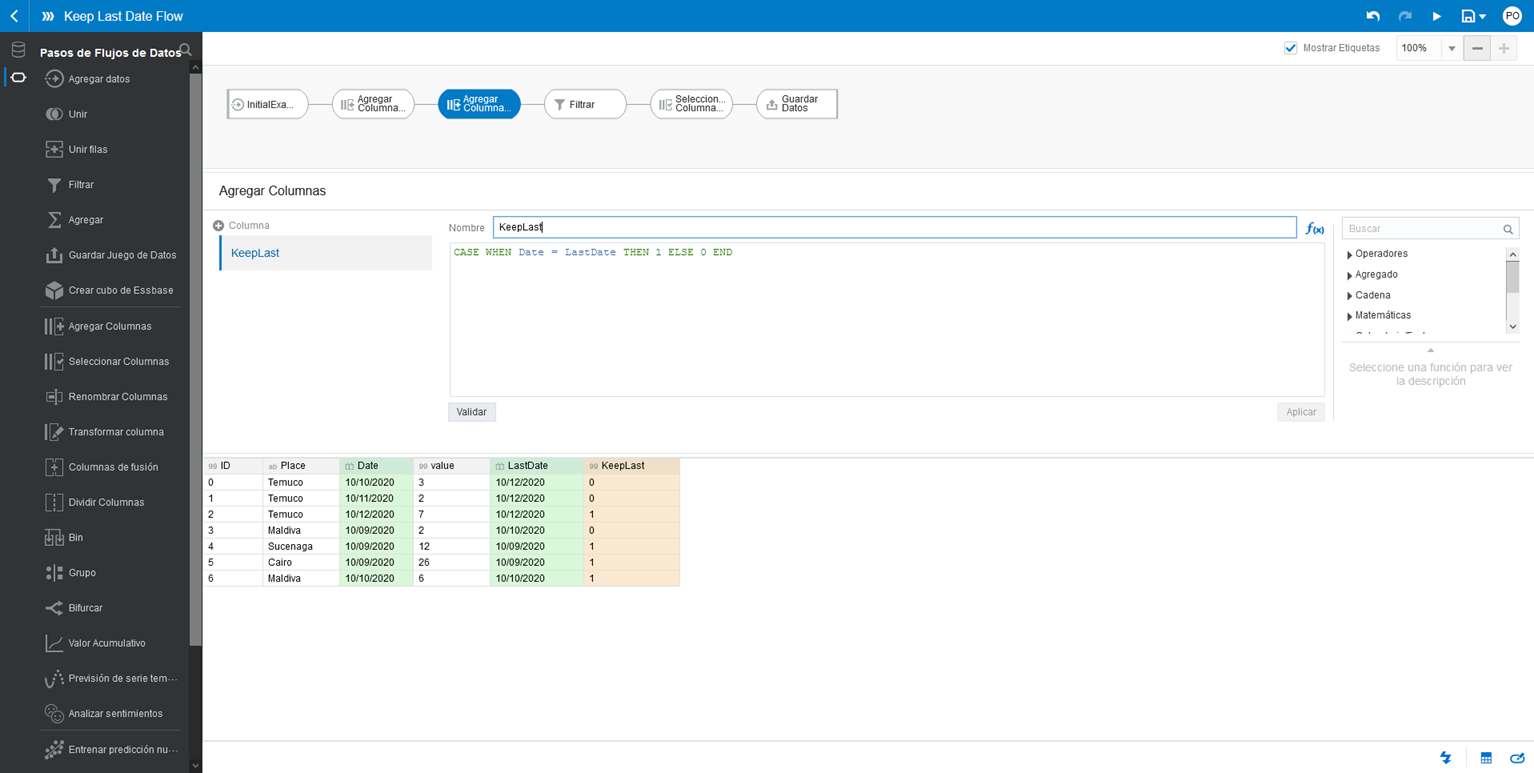 Keep Last Date Flow
PO
Pasos de Flujos de Datos
Agregar datos
Unir
Unir filas
Filtrar
Agregar
Guardar Juego de Datos
Crear cubo de Essbase
Agregar Columnas
Seleccionar Columnas
Renombrar Columnas
Transformar columna
Columnas de fusión
Dividir Columnas
Bin
Grupo
Bifurcar
Valor Acumulativo
Previsión de serie tem...
Analizar sentimientos
Entrenar predicción nu...
Mostrar Etiquetas 100%
InitialExa...
Agregar
Columna...
Agregar
Columna...
Filtrar
Seleccion...
Columna...
Guardar
Datos
Agregar Columnas
Columna
KeepLast
Nombre KeepLast f(x)
CASE WHEN Date = LastDate THEN 1 ELSE 0 END
Validar Aplicar
Buscar
Operadores
Agregado
Cadena
Matemáticas
Seleccione una función para ver
la descripción
99 ID ab Place Date 99 value LastDate 99 KeepLast
0 Temuco 10/10/2020 3 10/12/2020 0
1 Temuco 10/11/2020 2 10/12/2020 0
2 Temuco 10/12/2020 7 10/12/2020 1
3 Maldiva 10/09/2020 2 10/10/2020 0
4 Sucenaga 10/09/2020 12 10/09/2020 1
5 Cairo 10/09/2020 26 10/09/2020 1
6 Maldiva 10/10/2020 6 10/10/2020 1